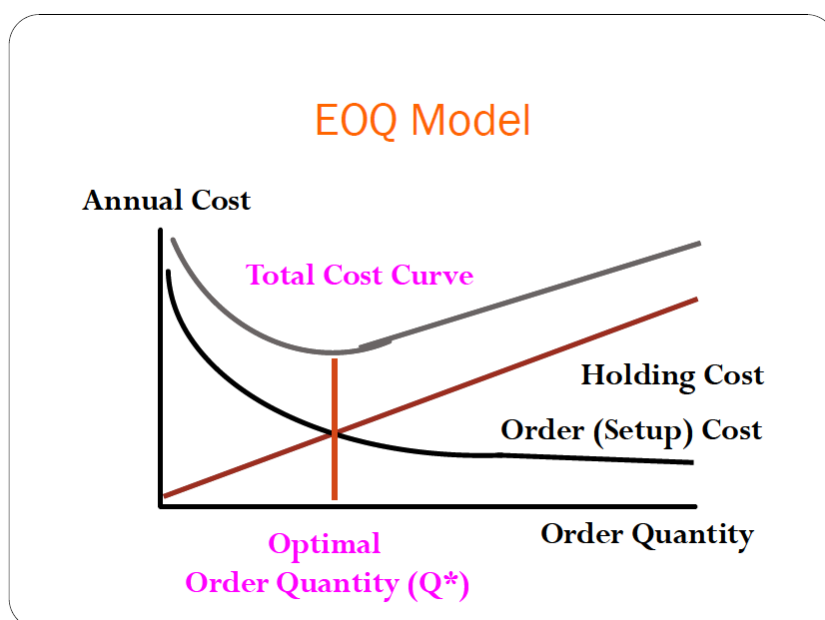 EOQ Model
Annual Cost
Total Cost Curve
Holding Cost
Order (Setup) Cost
Order Quantity
Optimal
Order Quantity (Q*)